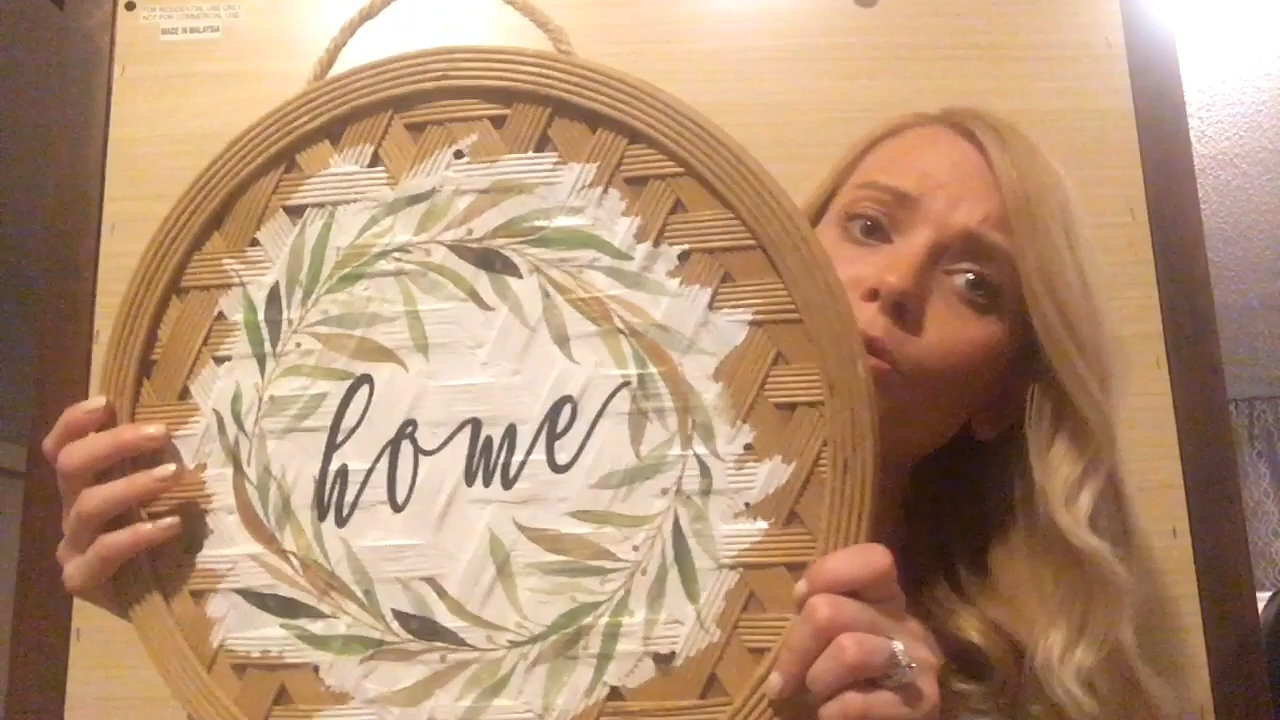 FOR RESIDENTIAL USE ONLY
NOT FOR COMMERCIAL USE
MADE IN MALAYSIA
home